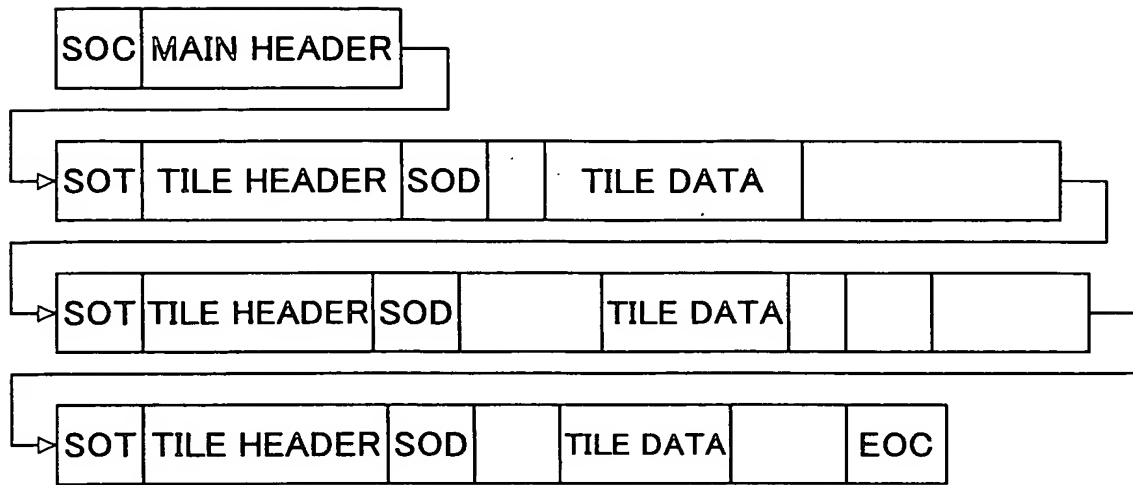 SOC MAIN HEADER
SOT TILE HEADER SOD TILE DATA
SOT TILE HEADER SOD TILE DATA
SOT TILE HEADER SOD TILE DATA EOC